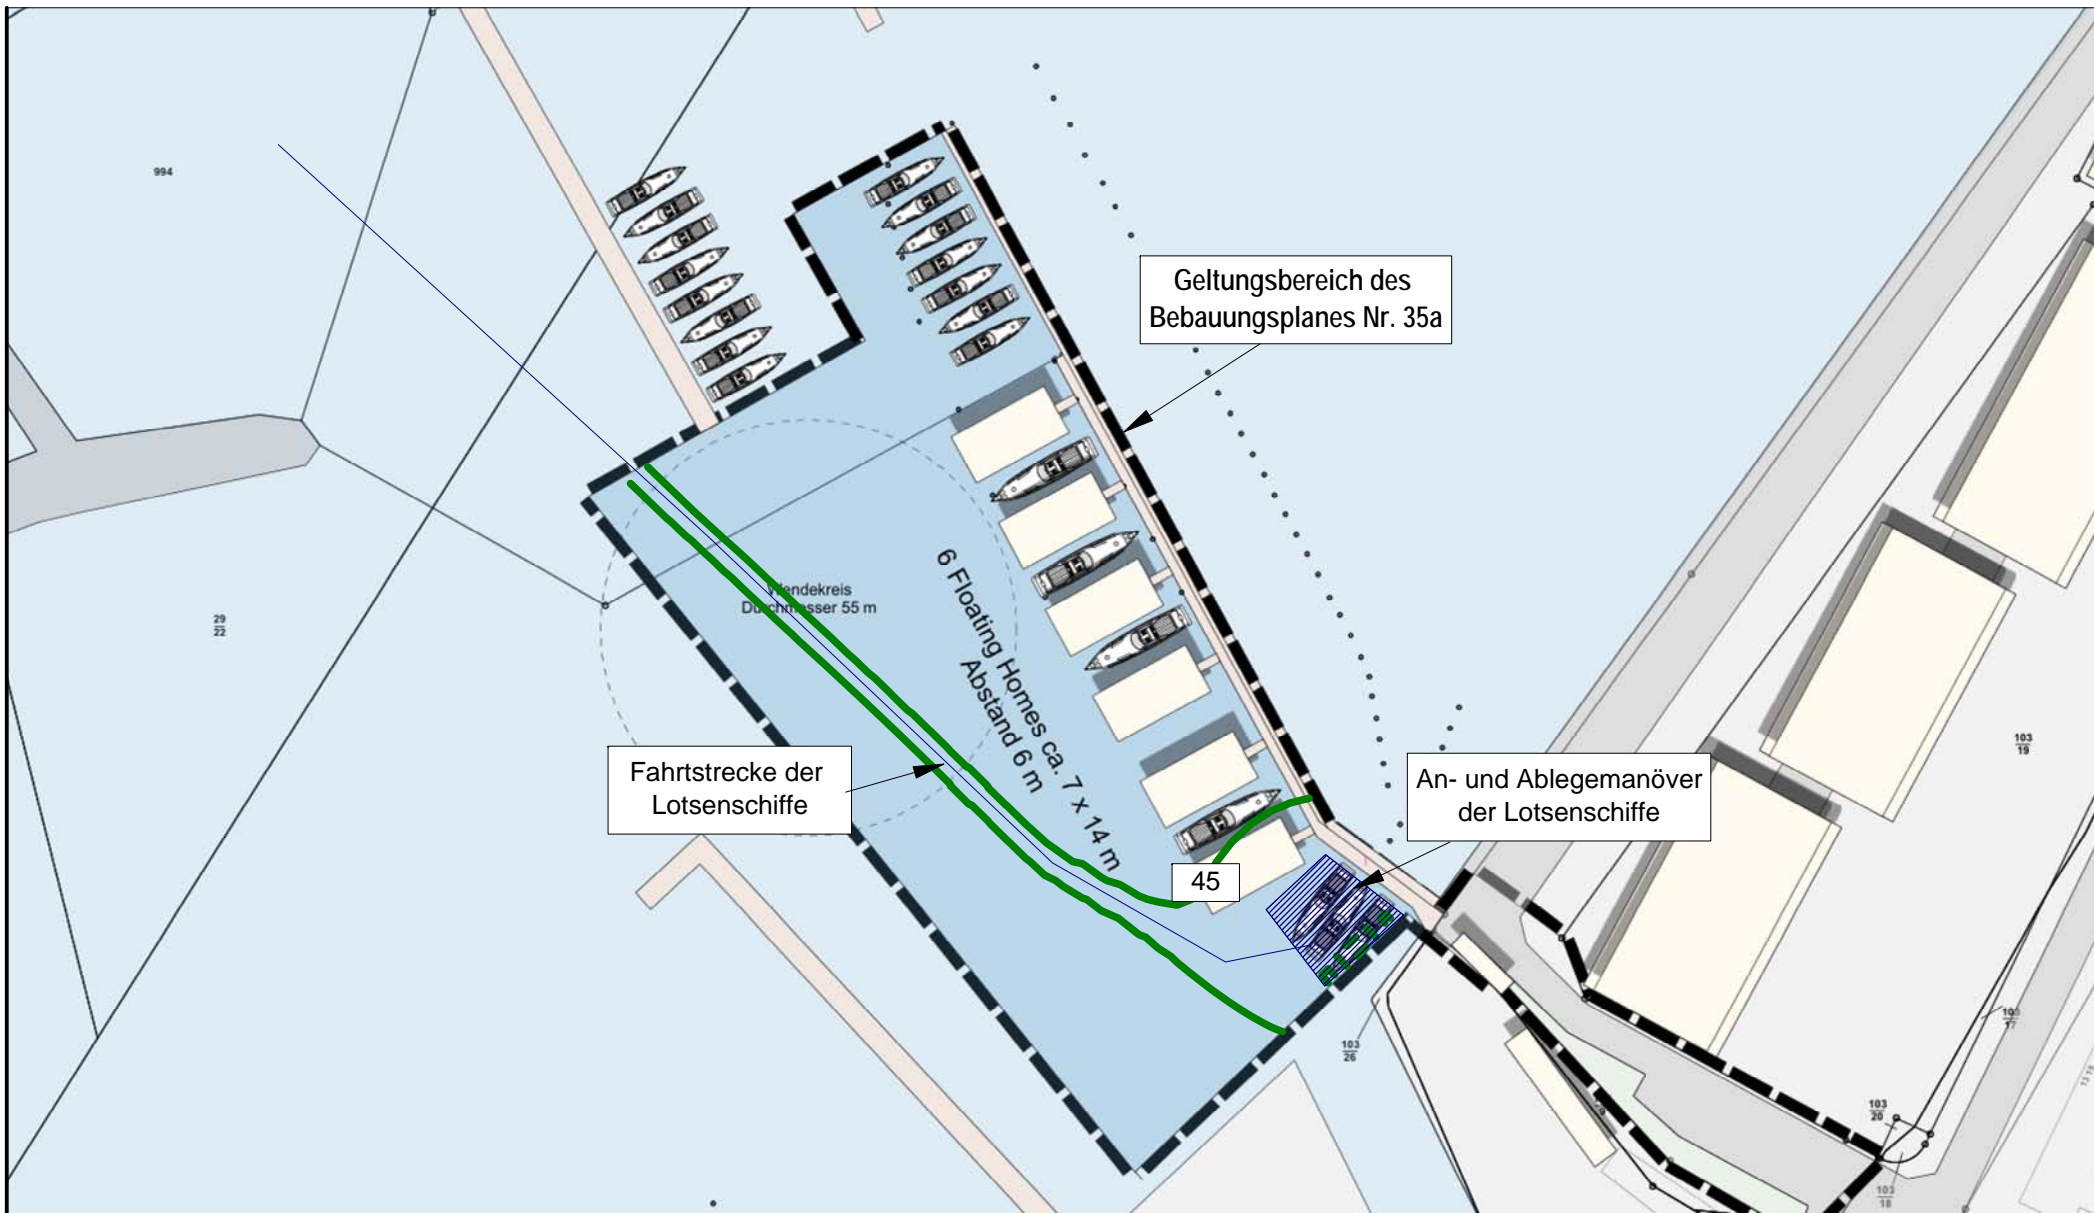 994
Geltungsbereich des
Bebauungsplanes Nr. 35a
Wendekreis
Durchmesser 55 m
6 Floating Homes ca. 7 x 14 m
Abstand 6 m
29
22
Fahrtstrecke der
Lotsenschiffe
An- und Ablegemanöver
der Lotsenschiffe
45
103
19
103
17
103
26
103
20
103
18